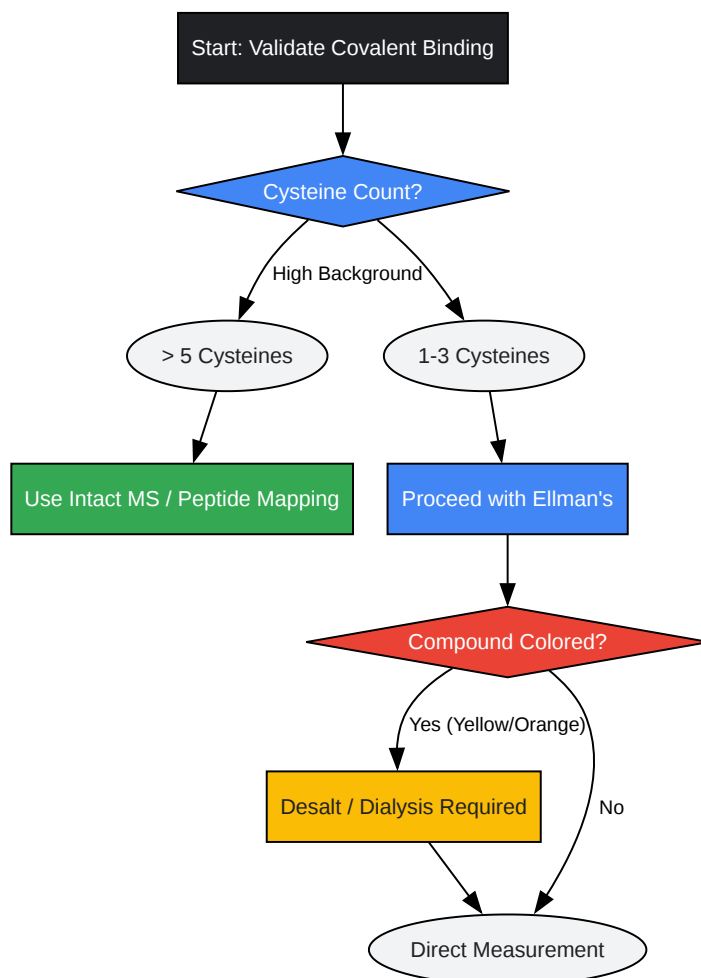 Start: Validate Covalent Binding
Cysteine Count?
High Background
> 5 Cysteines
1-3 Cysteines
Use Intact MS / Peptide Mapping
Proceed with Ellman's
Compound Colored?
Yes (Yellow/Orange)
Desalt / Dialysis Required
No
Direct Measurement